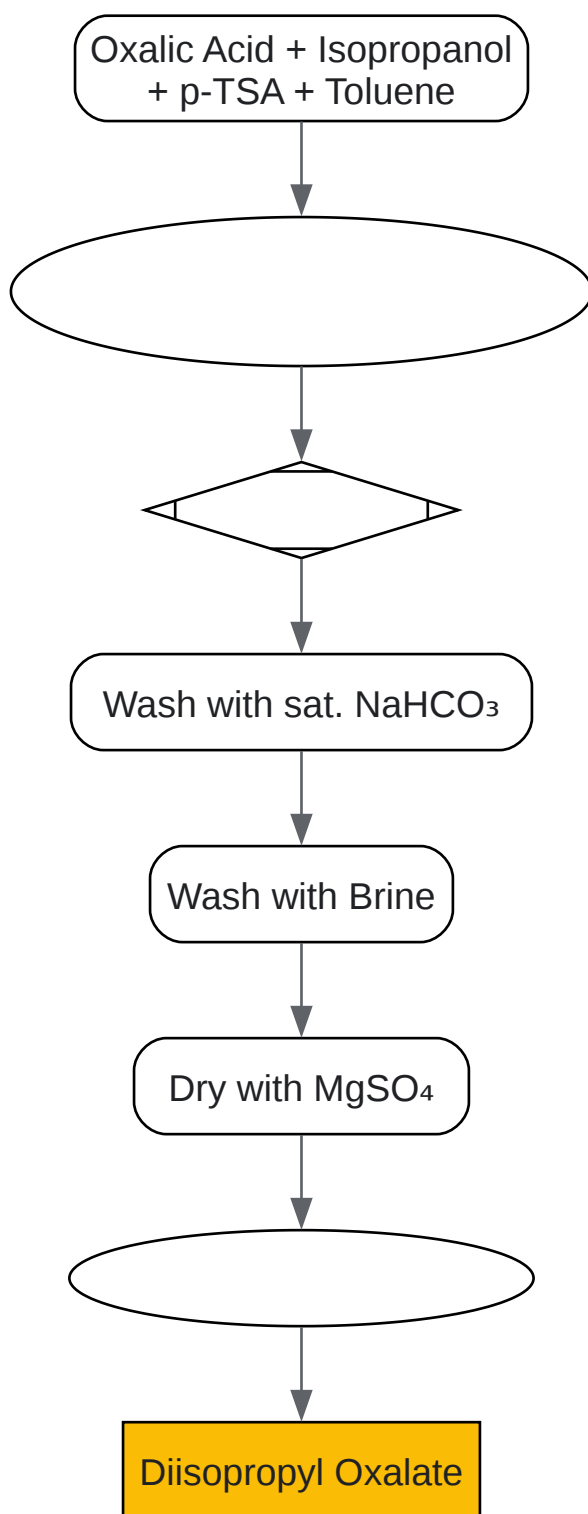 Oxalic Acid + Isopropanol
+ p-TSA + Toluene
Wash with sat. NaHCO₃
Wash with Brine
Dry with MgSO₄
Diisopropyl Oxalate